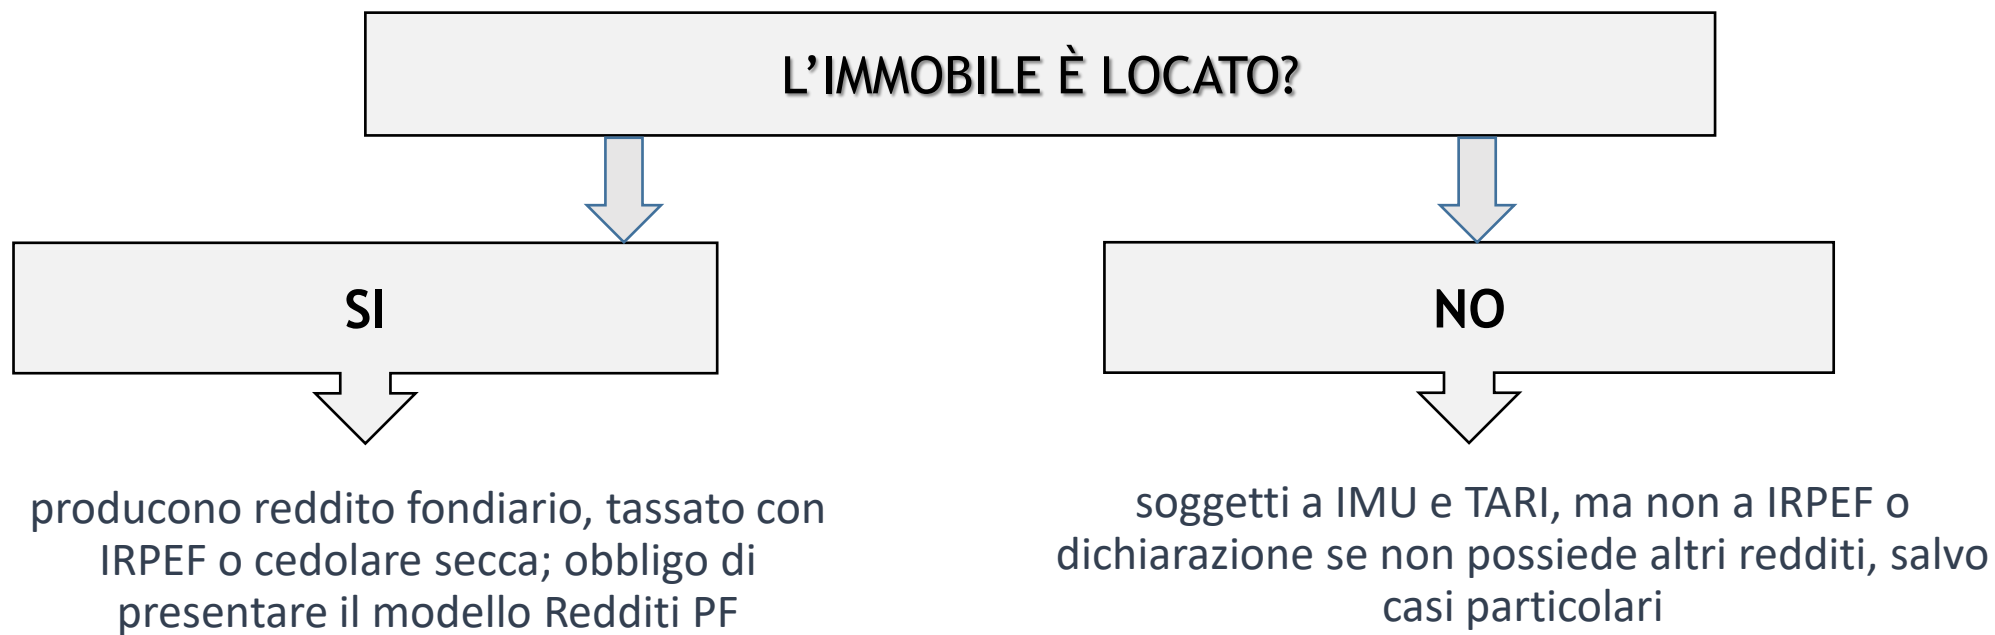 L’IMMOBILE È LOCATO?
SI
NO
producono reddito fondiario, tassato con
IRPEF o cedolare secca; obbligo di
presentare il modello Redditi PF
soggetti a IMU e TARI, ma non a IRPEF o
dichiarazione se non possiede altri redditi, salvo
casi particolari